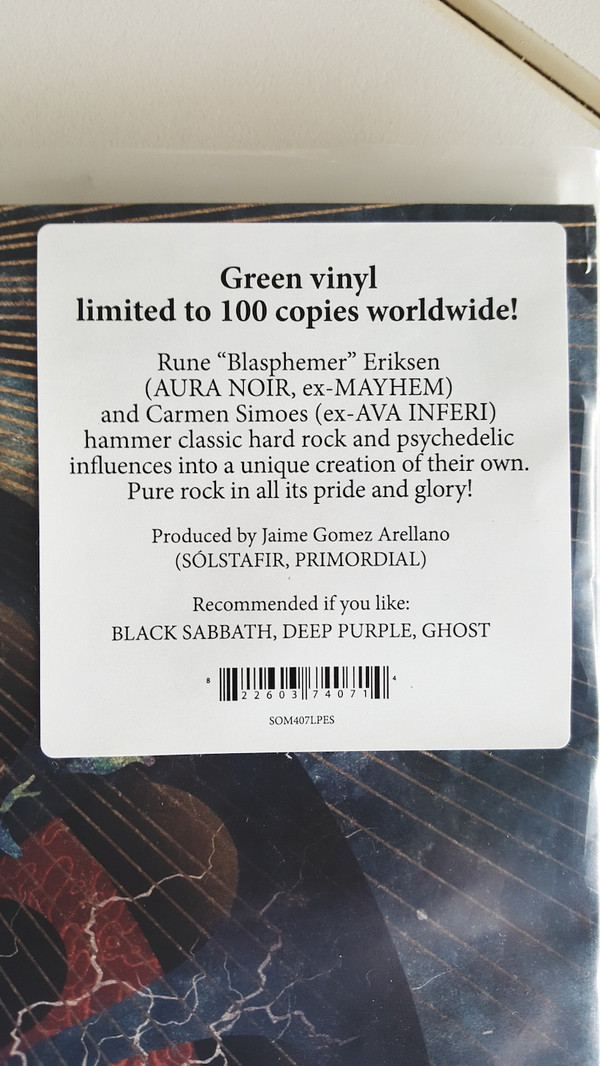 Green vinyl
limited to 100 copies worldwide!
Rune “Blasphemer” Eriksen
(AURA NOIR, ex-MAYHEM)
and Carmen Simoes (ex-AVA INFERI)
hammer classic hard rock and psychedelic
influences into a unique creation of their own.
Pure rock in all its pride and glory!
Produced by Jaime Gomez Arellano
(SÓLSTAFIR, PRIMORDIAL)
Recommended if you like:
BLACK SABBATH, DEEP PURPLE, GHOST
8 22603 74071 4
SOM407LPES